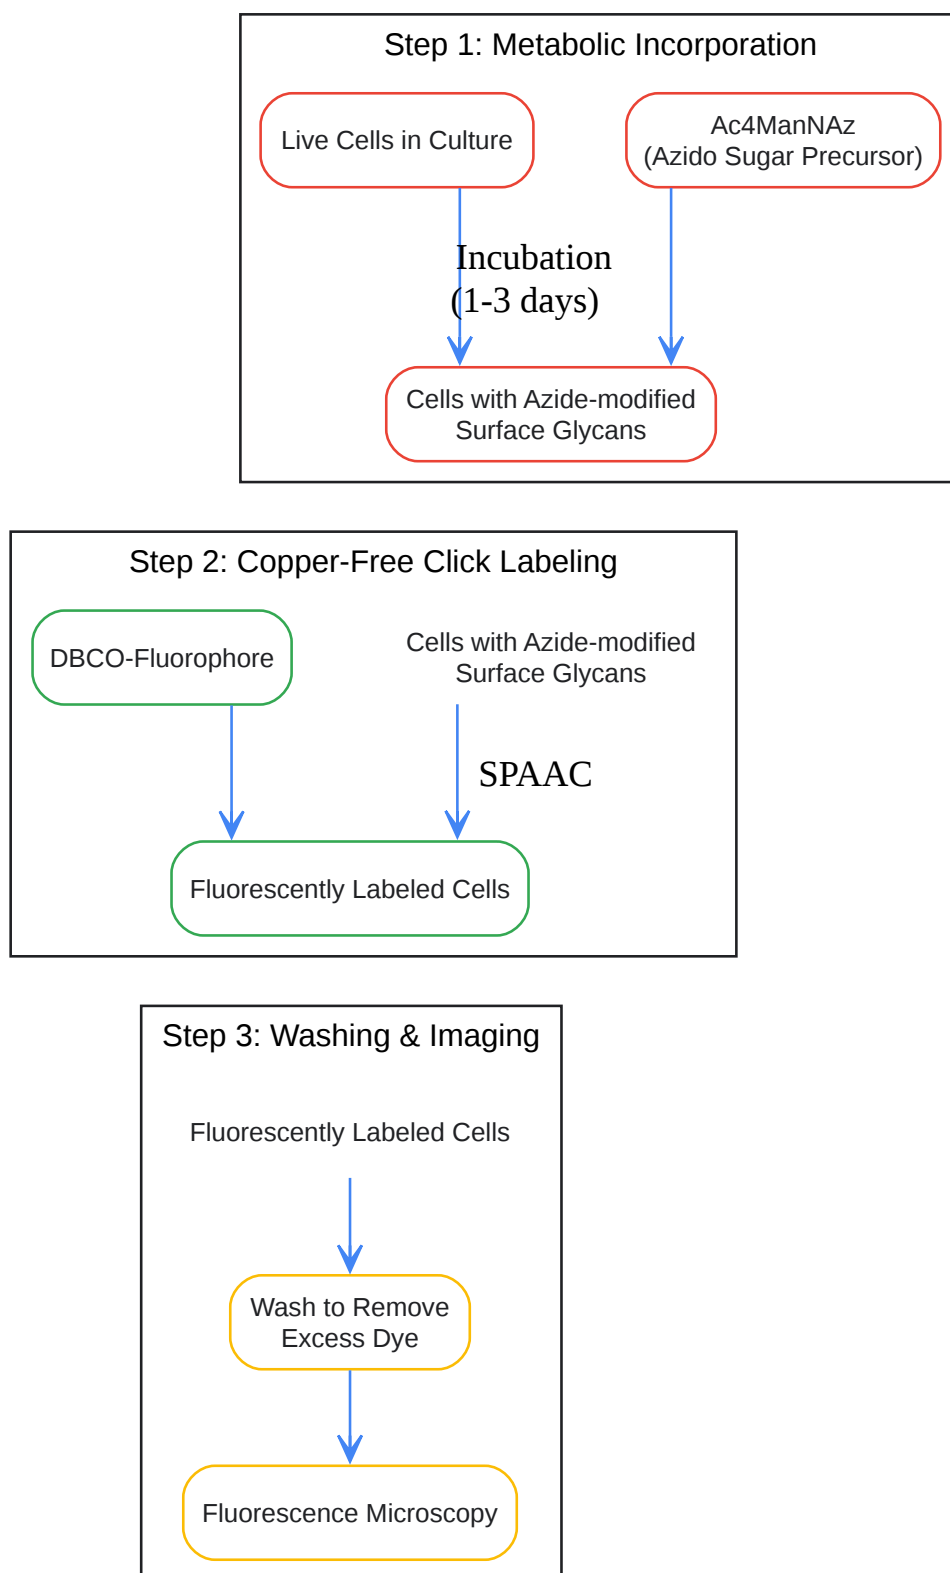 Step 1: Metabolic Incorporation
Live Cells in Culture
Ac4ManNAz
(Azido Sugar Precursor)
Incubation
(1-3 days)
Cells with Azide-modified
Surface Glycans
Step 2: Copper-Free Click Labeling
DBCO-Fluorophore
Cells with Azide-modified
Surface Glycans
SPAAC
Fluorescently Labeled Cells
Step 3: Washing & Imaging
Fluorescently Labeled Cells
Wash to Remove
Excess Dye
Fluorescence Microscopy